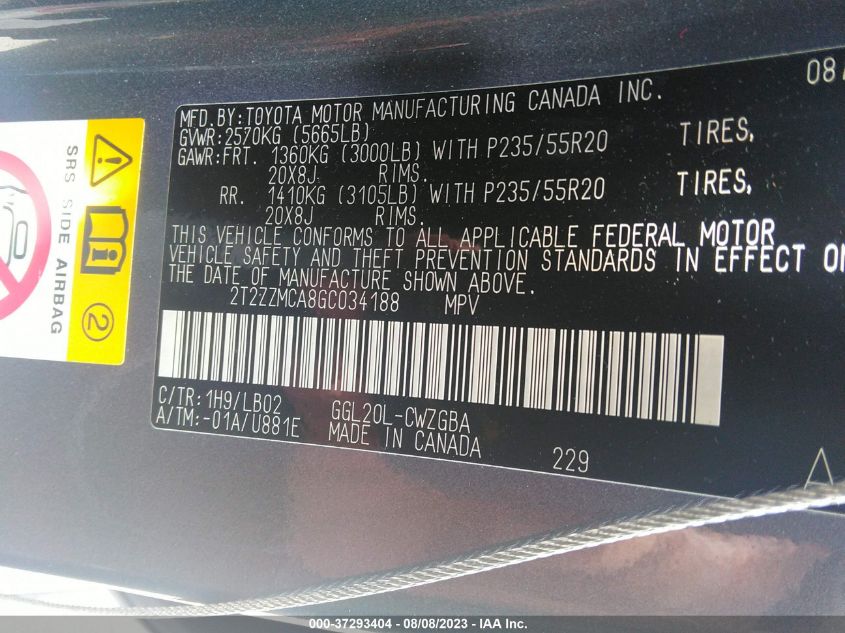 08/
MFD.BY:TOYOTA MOTOR MANUFACTURING CANADA INC.
GVWR:2570KG (5665LB)
GAWR:FRT. 1360KG (3000LB) WITH P235/55R20 TIRES,
20X8J RIMS.
RR. 1410KG (3105LB) WITH P235/55R20 TIRES,
20X8J RIMS.
THIS VEHICLE CONFORMS TO ALL APPLICABLE FEDERAL MOTOR
VEHICLE SAFETY AND THEFT PREVENTION STANDARDS IN EFFECT ON
THE DATE OF MANUFACTURE SHOWN ABOVE.
2T2ZZMCA8GC034188 MPV
C/TR:1H9/LB02 GGL20L-CWZGBA
A/TM:-01A/U881E MADE IN CANADA
229
SRS SIDE AIRBAG
2
000-37293404 - 08/08/2023 - IAA Inc.